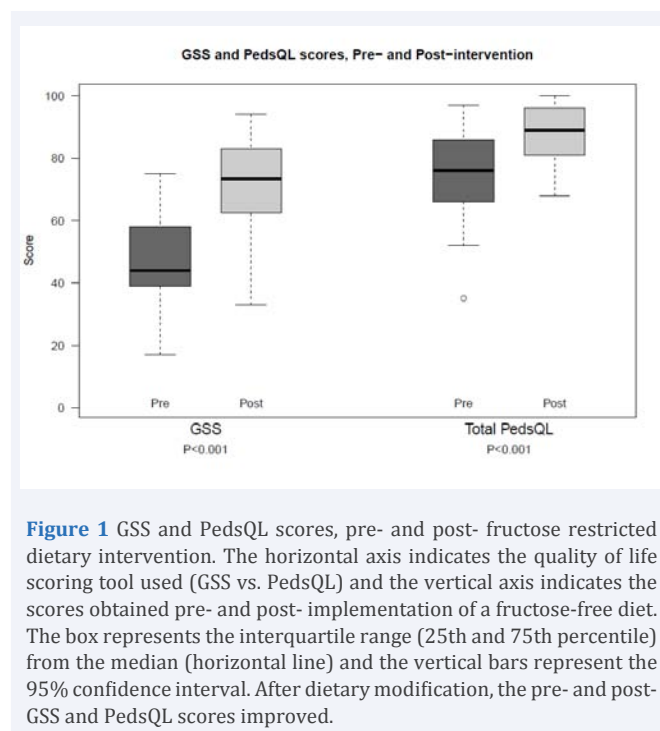 GSS and PedsQL scores, Pre− and Post−intervention
100
80
60
40
20
0
Score
Pre
Post
Pre
Post
GSS
Total PedsQL
P<0.001
P<0.001
Figure 1 GSS and PedsQL scores, pre- and post- fructose restricted
dietary intervention. The horizontal axis indicates the quality of life
scoring tool used (GSS vs. PedsQL) and the vertical axis indicates the
scores obtained pre- and post- implementation of a fructose-free diet.
The box represents the interquartile range (25th and 75th percentile)
from the median (horizontal line) and the vertical bars represent the
95% confidence interval. After dietary modification, the pre- and post-
GSS and PedsQL scores improved.